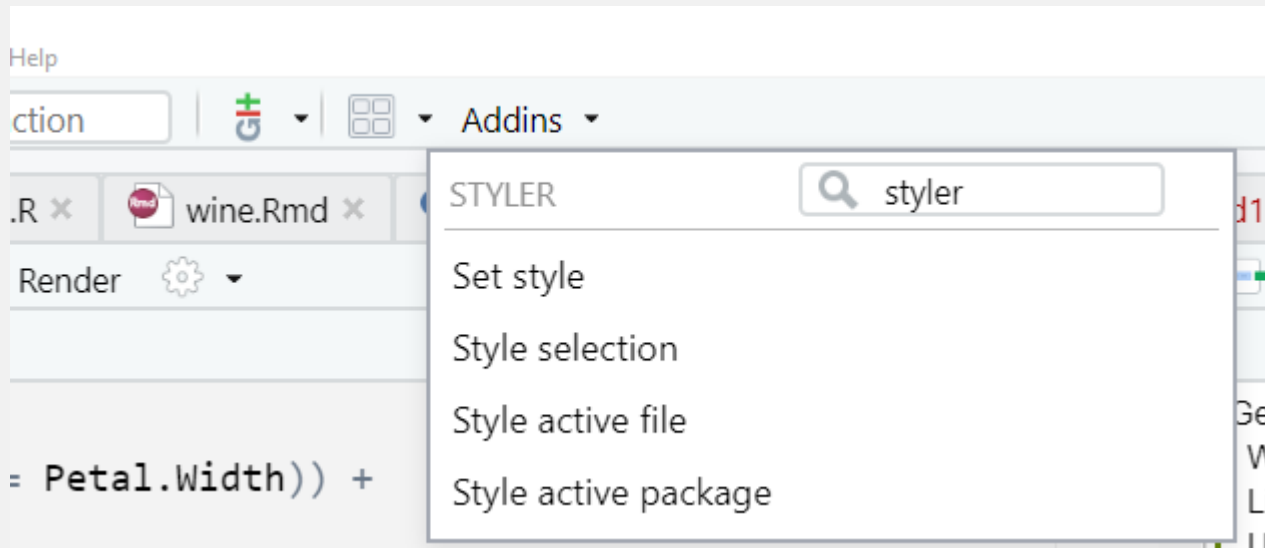 Help
ction Addins
.R wine.Rmd STYLER styler d1
Render Set style
Style selection
Style active file
= Petal.Width)) + Style active package